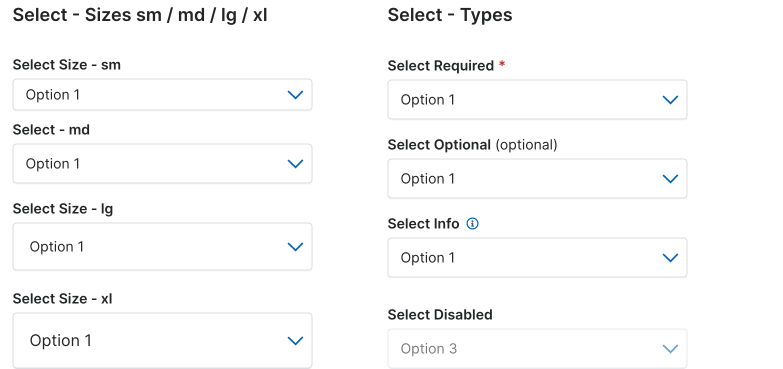 Select - Sizes sm / md / lg / xl
Select Size - sm
Option 1
Select - md
Option 1
Select Size - lg
Option 1
Select Size - xl
Option 1
Select - Types
Select Required *
Option 1
Select Optional (optional)
Option 1
Select Info
Option 1
Select Disabled
Option 3